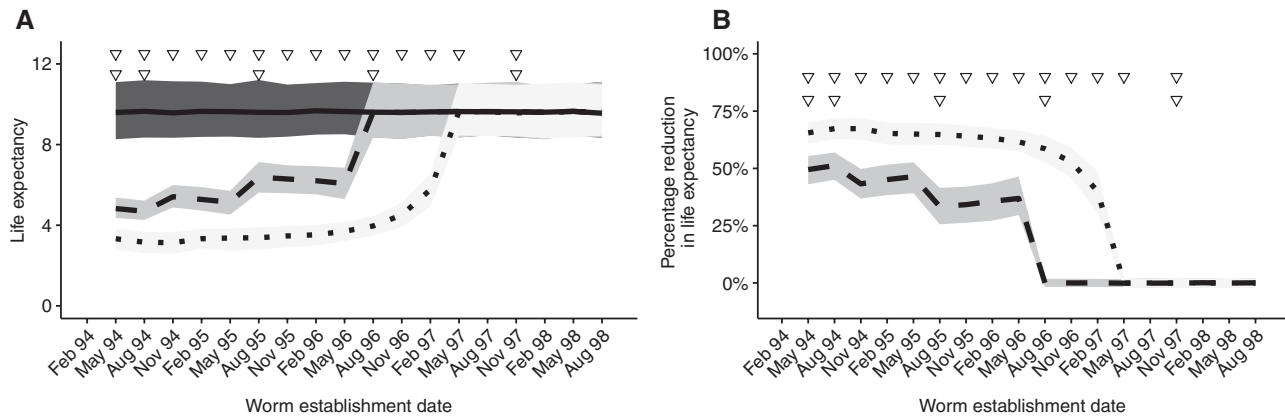 A
Life expectancy
12
8
4
0
Feb 94
May 94
Aug 94
Nov 94
Feb 95
May 95
Aug 95
Nov 95
Feb 96
May 96
Aug 96
Nov 96
Feb 97
May 97
Aug 97
Nov 97
Feb 98
May 98
Aug 98
Worm establishment date
B
Percentage reduction
in life expectancy
100%
75%
50%
25%
0%
Feb 94
May 94
Aug 94
Nov 94
Feb 95
May 95
Aug 95
Nov 95
Feb 96
May 96
Aug 96
Nov 96
Feb 97
May 97
Aug 97
Nov 97
Feb 98
May 98
Aug 98
Worm establishment date